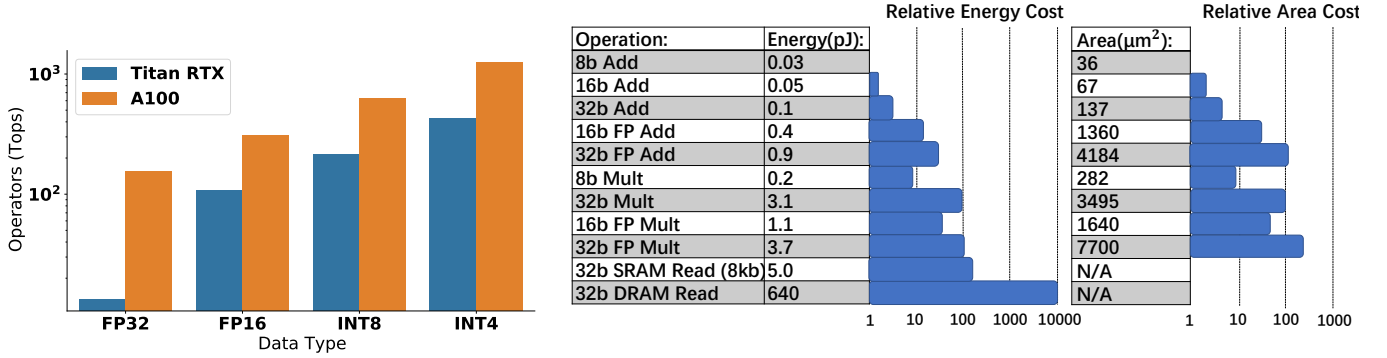 Operators (Tops)
10³
10²
Titan RTX
A100
FP32 FP16 INT8 INT4
Data Type
Relative Energy Cost
Relative Area Cost
Operation: Energy(pJ): Area(μm²):
8b Add 0.03 36
16b Add 0.05 67
32b Add 0.1 137
16b FP Add 0.4 1360
32b FP Add 0.9 4184
8b Mult 0.2 282
32b Mult 3.1 3495
16b FP Mult 1.1 1640
32b FP Mult 3.7 7700
32b SRAM Read (8kb) 5.0 N/A
32b DRAM Read 640 N/A
1 10 100 1000 10000
1 10 100 1000